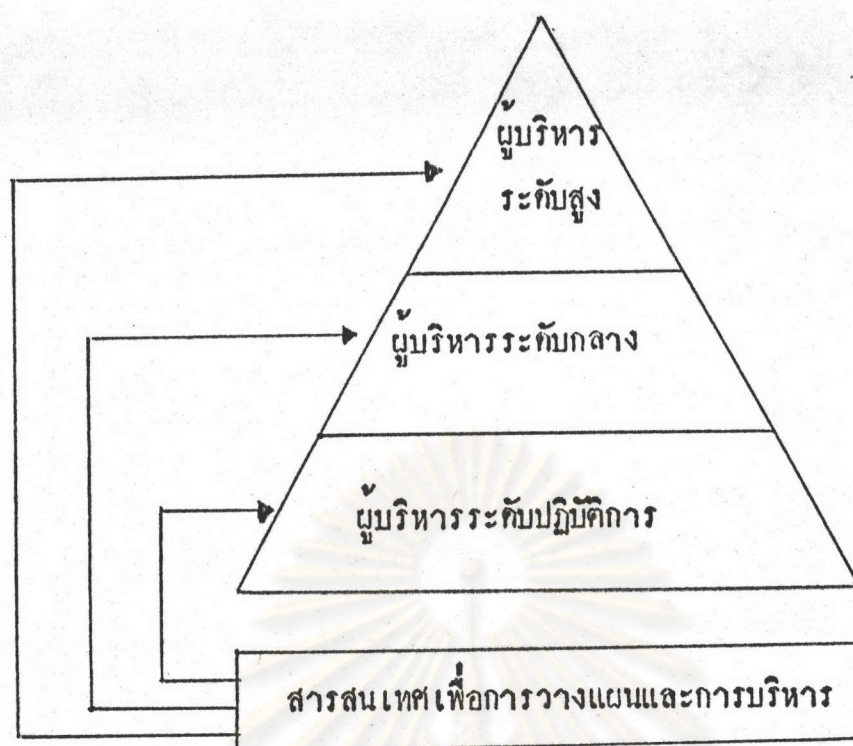 ผู้บริหาร
ระดับสูง
ผู้บริหารระดับกลาง
ผู้บริหารระดับปฏิบัติการ
สารสนเทศเพื่อการวางแผนและการบริหาร